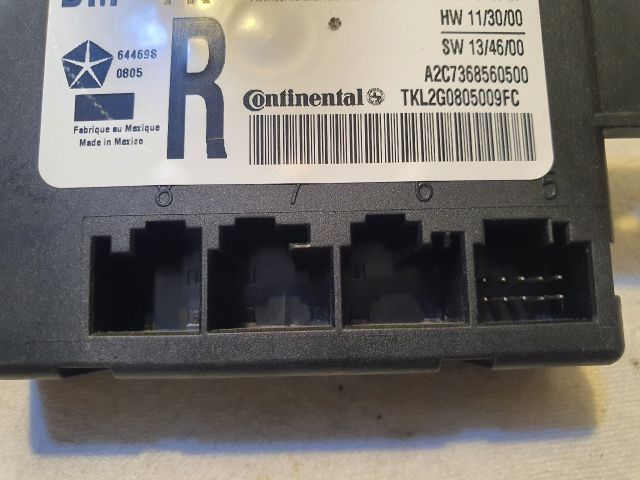 HW 11/30/00
SW 13/46/00
64469S
0805
A2C7368560500
Continental
TKL2G0805009FC
R
Fabrique au Mexique
Made in Mexico
8 7 6 5